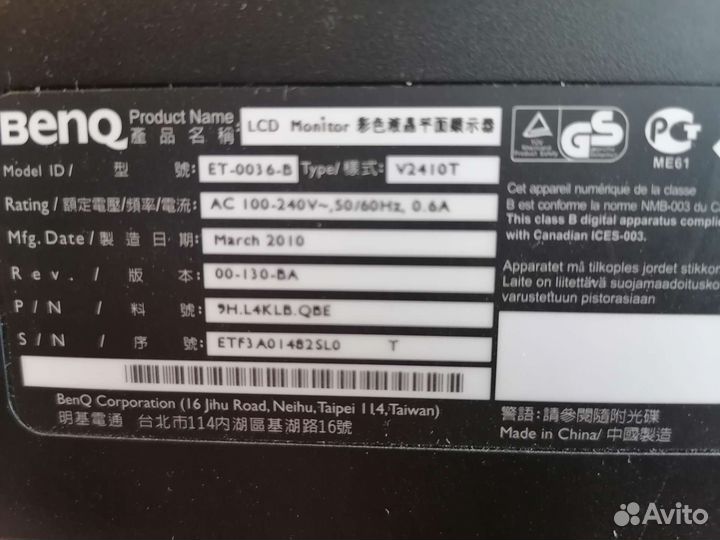 BenQ
Product Name
產品名稱
LCD Monitor 彩色液晶平面顯示器
Model ID / 型號: ET-0036-B Type/樣式: V2410T
Rating / 額定電壓/頻率/電流: AC 100-240V~,50/60Hz, 0.6A
Mfg. Date / 製造日期: March 2010
Rev. / 版本: 00-130-BA
P/N / 料號: 9H.L4KLB.QBE
S/N / 序號: ETF3A01482SL0 T
BenQ Corporation (16 Jihu Road, Neihu, Taipei 114, Taiwan)
明基電通 台北市114內湖區基湖路16號
GS
PCT
ME61
Cet appareil numérique de la classe
B est conforme à la norme NMB-003 du
This class B digital apparatus
with Canadian ICES-003.
Apparatet må tilkoples jordet
Laite on liitettävä
varustettuun pistorasiaan
警語: 請參閱隨附光碟
Made in China/ 中國製造
Avito